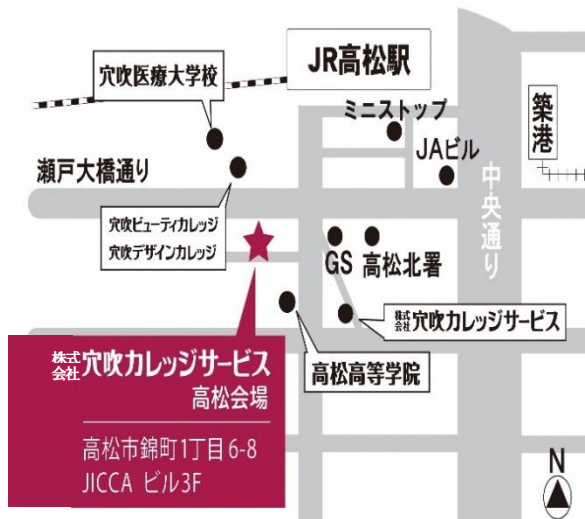 穴吹医療大学校
JR高松駅
ミニストップ
JAビル
築港
瀬戸大橋通り
中央通り
穴吹ビューティカレッジ
穴吹デザインカレッジ
GS
高松北署
株式会社 穴吹カレッジサービス
高松高等学院
株式会社 穴吹カレッジサービス
高松会場
高松市錦町1丁目6-8
JICCA ビル3F
N